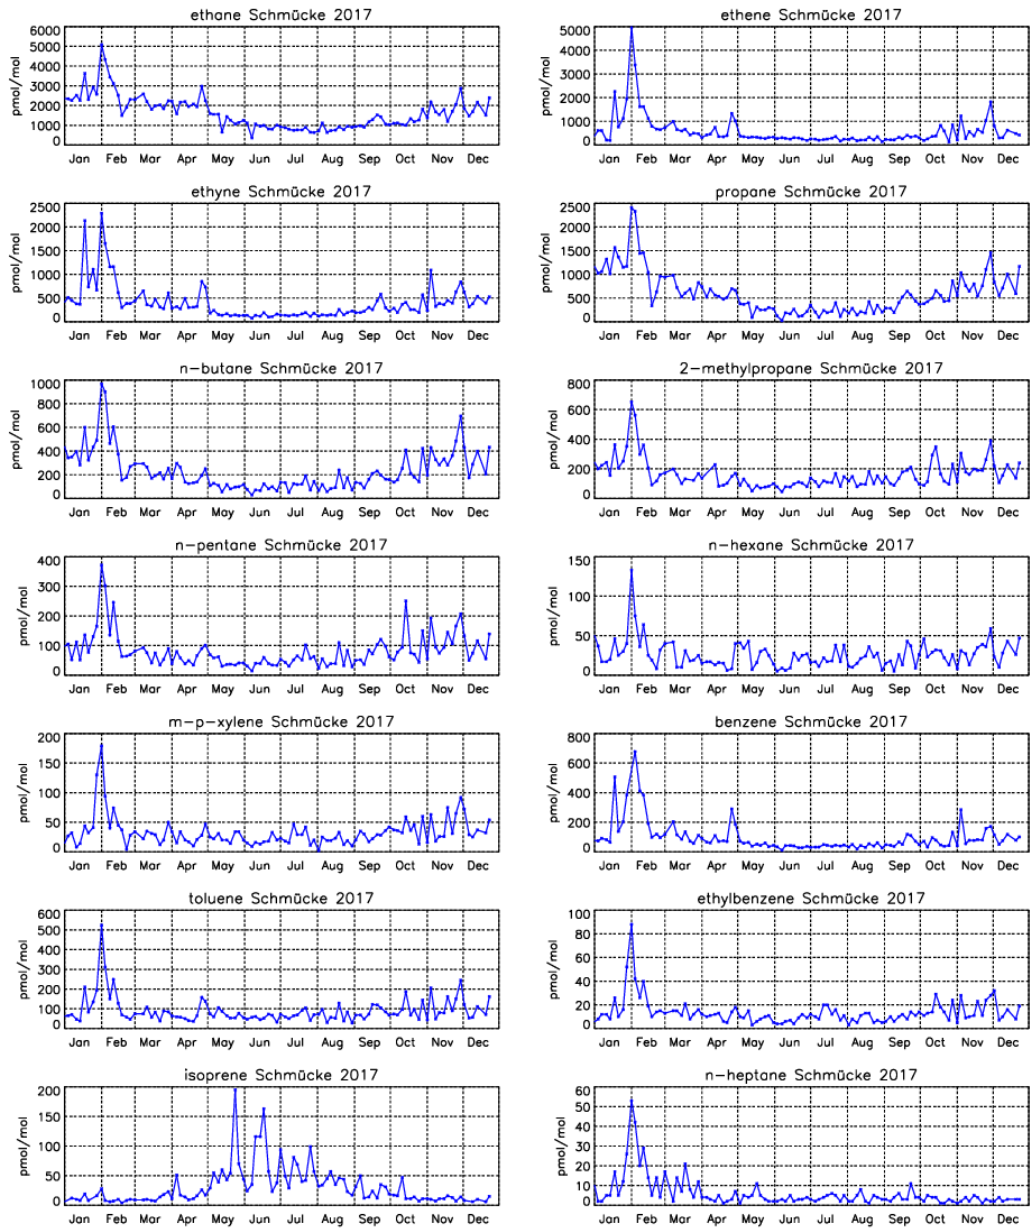 ethane Schmücke 2017
pmol/mol
6000
5000
4000
3000
2000
1000
0
Jan Feb Mar Apr May Jun Jul Aug Sep Oct Nov Dec
ethene Schmücke 2017
pmol/mol
5000
4000
3000
2000
1000
0
Jan Feb Mar Apr May Jun Jul Aug Sep Oct Nov Dec
ethyne Schmücke 2017
pmol/mol
2500
2000
1500
1000
500
0
Jan Feb Mar Apr May Jun Jul Aug Sep Oct Nov Dec
propane Schmücke 2017
pmol/mol
2500
2000
1500
1000
500
0
Jan Feb Mar Apr May Jun Jul Aug Sep Oct Nov Dec
n-butane Schmücke 2017
pmol/mol
1000
800
600
400
200
0
Jan Feb Mar Apr May Jun Jul Aug Sep Oct Nov Dec
2-methylpropane Schmücke 2017
pmol/mol
800
600
400
200
0
Jan Feb Mar Apr May Jun Jul Aug Sep Oct Nov Dec
n-pentane Schmücke 2017
pmol/mol
400
300
200
100
0
Jan Feb Mar Apr May Jun Jul Aug Sep Oct Nov Dec
n-hexane Schmücke 2017
pmol/mol
150
100
50
0
Jan Feb Mar Apr May Jun Jul Aug Sep Oct Nov Dec
m-p-xylene Schmücke 2017
pmol/mol
200
150
100
50
0
Jan Feb Mar Apr May Jun Jul Aug Sep Oct Nov Dec
benzene Schmücke 2017
pmol/mol
800
600
400
200
0
Jan Feb Mar Apr May Jun Jul Aug Sep Oct Nov Dec
toluene Schmücke 2017
pmol/mol
600
500
400
300
200
100
0
Jan Feb Mar Apr May Jun Jul Aug Sep Oct Nov Dec
ethylbenzene Schmücke 2017
pmol/mol
100
80
60
40
20
0
Jan Feb Mar Apr May Jun Jul Aug Sep Oct Nov Dec
isoprene Schmücke 2017
pmol/mol
200
150
100
50
0
Jan Feb Mar Apr May Jun Jul Aug Sep Oct Nov Dec
n-heptane Schmücke 2017
pmol/mol
60
50
40
30
20
10
0
Jan Feb Mar Apr May Jun Jul Aug Sep Oct Nov Dec